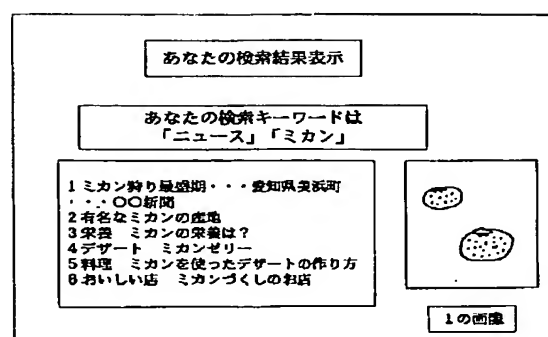 あなたの検索結果表示
あなたの検索キーワードは
「ニュース」「ミカン」
1 ミカン狩り最盛期・・・愛知県美浜町
・・・〇〇新聞
2 有名なミカンの産地
3 栄養 ミカンの栄養は?
4 デザート ミカンゼリー
5 料理 ミカンを使ったデザートの作り方
6 おいしい店 ミカンづくしのお店
1の画像